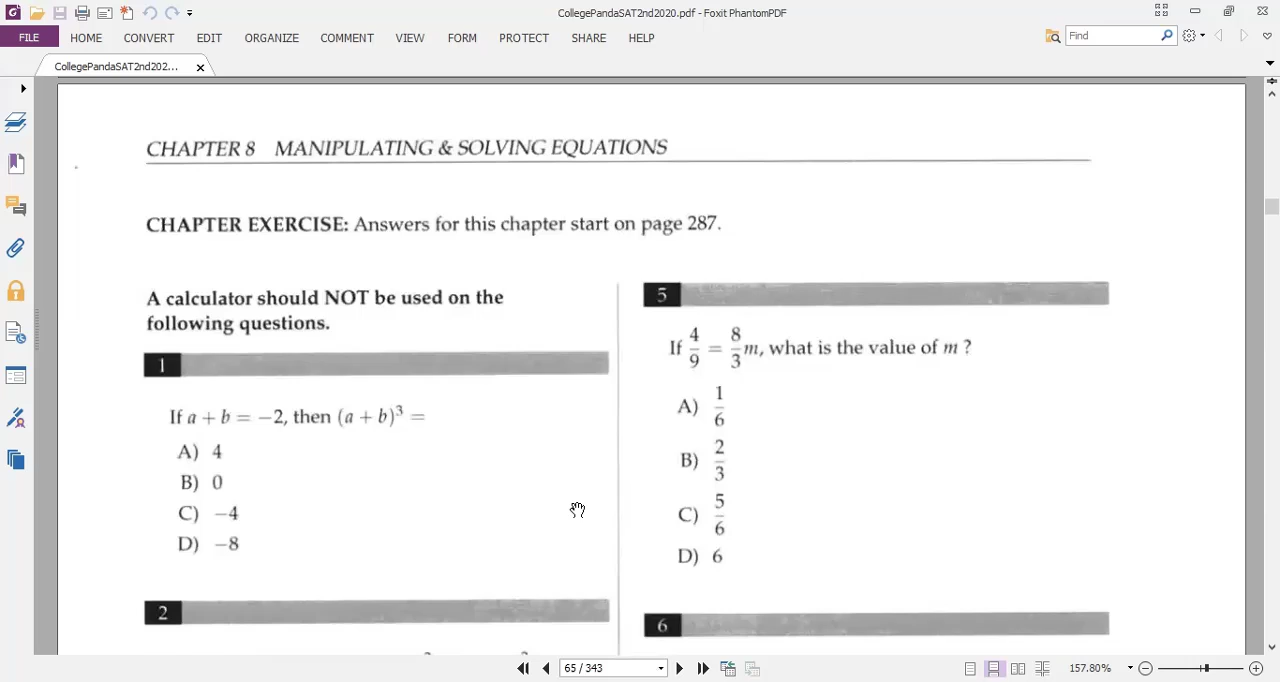 CollegePandaSAT2nd2020.pdf - Foxit PhantomPDF
FILE HOME CONVERT EDIT ORGANIZE COMMENT VIEW FORM PROTECT SHARE HELP Find
CollegePandaSAT2nd202...
CHAPTER 8 MANIPULATING & SOLVING EQUATIONS
CHAPTER EXERCISE: Answers for this chapter start on page 287.
A calculator should NOT be used on the
following questions.
1
If a + b = −2, then (a + b)³ =
A) 4
B) 0
C) −4
D) −8
2
5
If 4/9 = 8/3 m, what is the value of m ?
A) 1/6
B) 2/3
C) 5/6
D) 6
6
65 / 343
157.80%